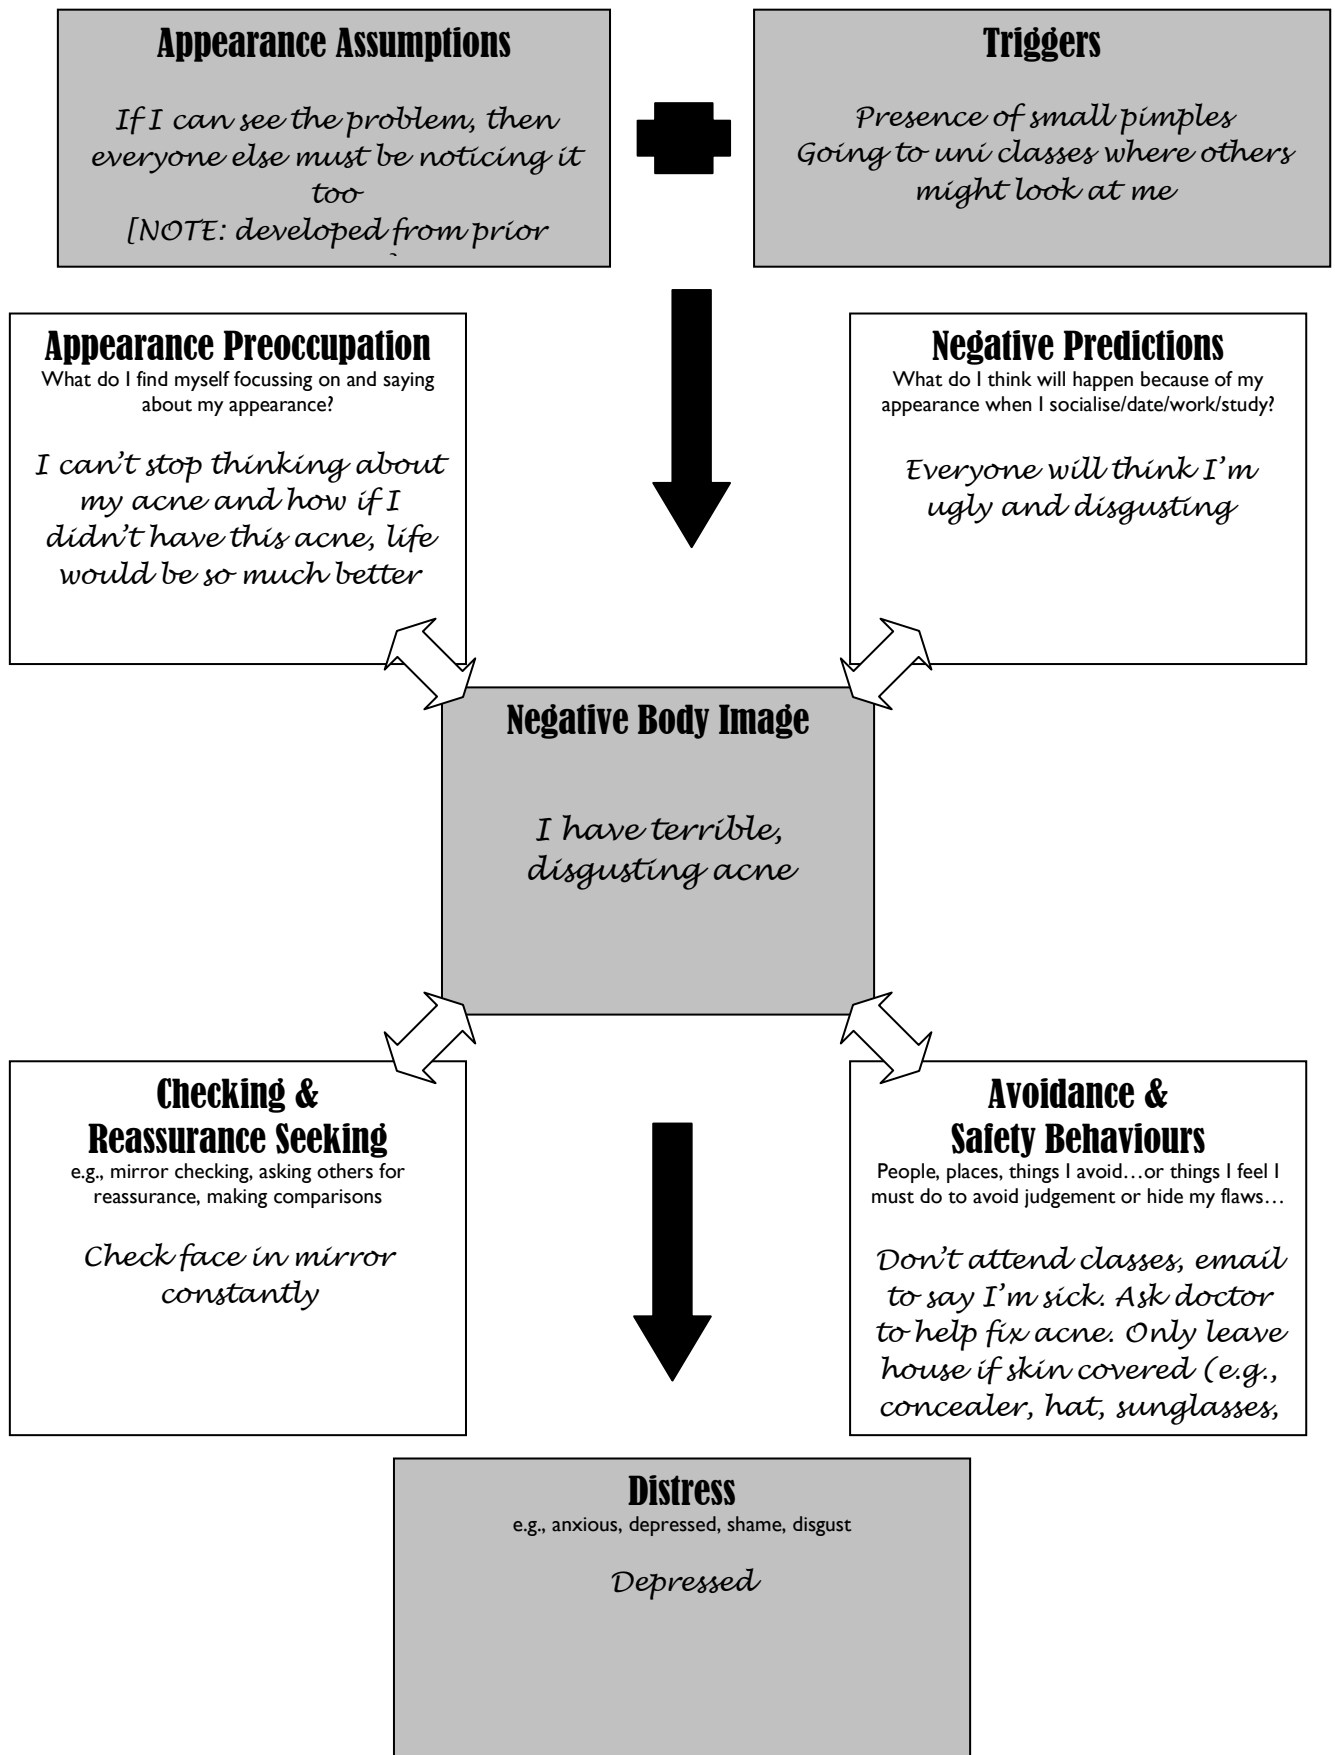 Appearance Assumptions
If I can see the problem, then
everyone else must be noticing it
too
[NOTE: developed from prior
Triggers
Presence of small pimples
Going to uni classes where others
might look at me
Appearance Preoccupation
What do I find myself focussing on and saying
about my appearance?
I can't stop thinking about
my acne and how if I
didn't have this acne, life
would be so much better
Negative Predictions
What do I think will happen because of my
appearance when I socialise/date/work/study?
Everyone will think I'm
ugly and disgusting
Negative Body Image
I have terrible,
disgusting acne
Checking &
Reassurance Seeking
e.g., mirror checking, asking others for
reassurance, making comparisons
Check face in mirror
constantly
Avoidance &
Safety Behaviours
People, places, things I avoid…or things I feel I
must do to avoid judgement or hide my flaws…
Don't attend classes, email
to say I'm sick. Ask doctor
to help fix acne. Only leave
house if skin covered (e.g.,
concealer, hat, sunglasses,
Distress
e.g., anxious, depressed, shame, disgust
Depressed